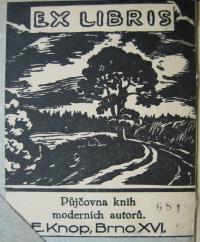 EX LIBRIS
Půjčovna knih
moderních autorů.
E. Knop, Brno XVI.